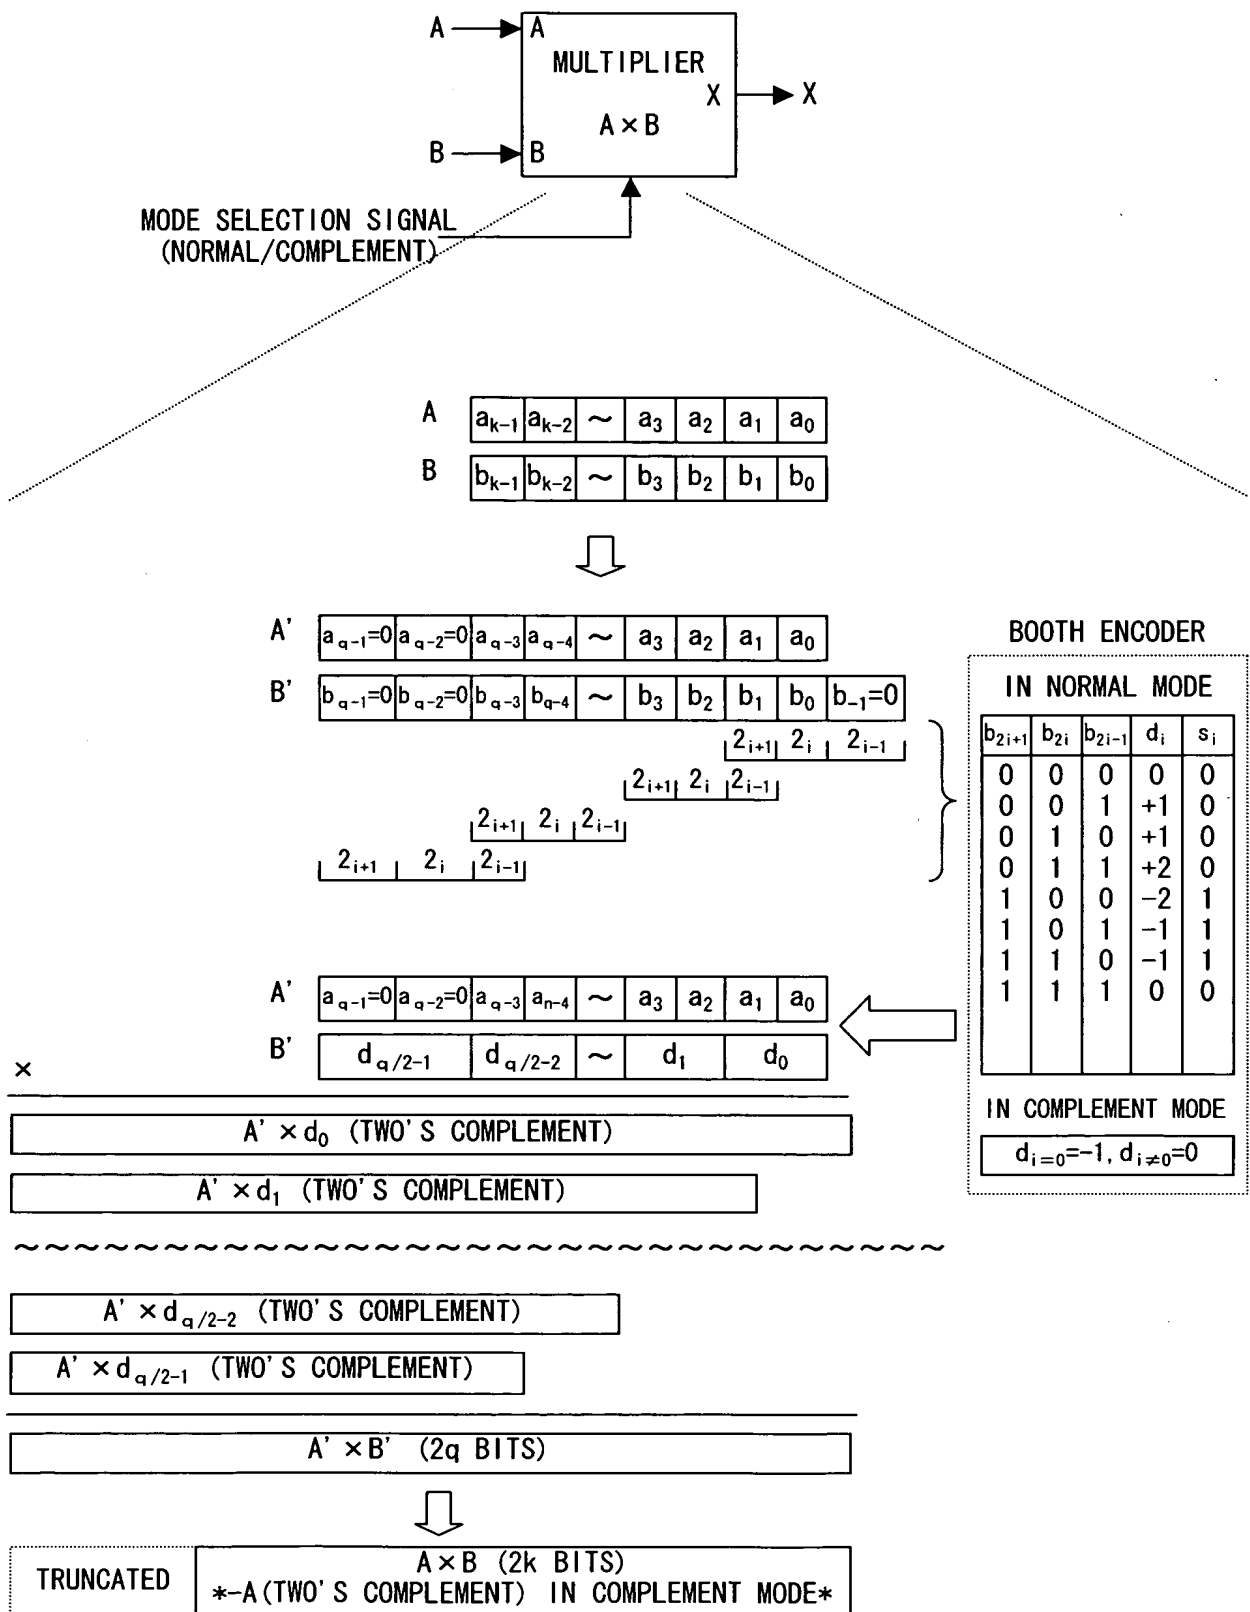 A A
MULTIPLIER
X X
A×B
B B
MODE SELECTION SIGNAL
(NORMAL/COMPLEMENT)
A a_{k-1} a_{k-2} ~ a_3 a_2 a_1 a_0
B b_{k-1} b_{k-2} ~ b_3 b_2 b_1 b_0
A' a_{q-1}=0 a_{q-2}=0 a_{q-3} a_{q-4} ~ a_3 a_2 a_1 a_0
B' b_{q-1}=0 b_{q-2}=0 b_{q-3} b_{q-4} ~ b_3 b_2 b_1 b_0 b_{-1}=0
2_{i+1} 2_i 2_{i-1}
2_{i+1} 2_i 2_{i-1}
2_{i+1} 2_i 2_{i-1}
2_{i+1} 2_i 2_{i-1}
BOOTH ENCODER
IN NORMAL MODE
b_{2i+1} b_{2i} b_{2i-1} d_i s_i
0 0 0 0 0
0 0 1 +1 0
0 1 0 +1 0
0 1 1 +2 0
1 0 0 -2 1
1 0 1 -1 1
1 1 0 -1 1
1 1 1 0 0
IN COMPLEMENT MODE
d_{i=0}=-1, d_{i≠0}=0
A' a_{q-1}=0 a_{q-2}=0 a_{q-3} a_{n-4} ~ a_3 a_2 a_1 a_0
B' d_{q/2-1} d_{q/2-2} ~ d_1 d_0
×
A' × d_0 (TWO'S COMPLEMENT)
A' × d_1 (TWO'S COMPLEMENT)
~~~~~~~~~~~~~~~~~~~~~~~~~~~~~~~
A' × d_{q/2-2} (TWO'S COMPLEMENT)
A' × d_{q/2-1} (TWO'S COMPLEMENT)
A' × B' (2q BITS)
TRUNCATED
A×B (2k BITS)
*-A(TWO'S COMPLEMENT) IN COMPLEMENT MODE*